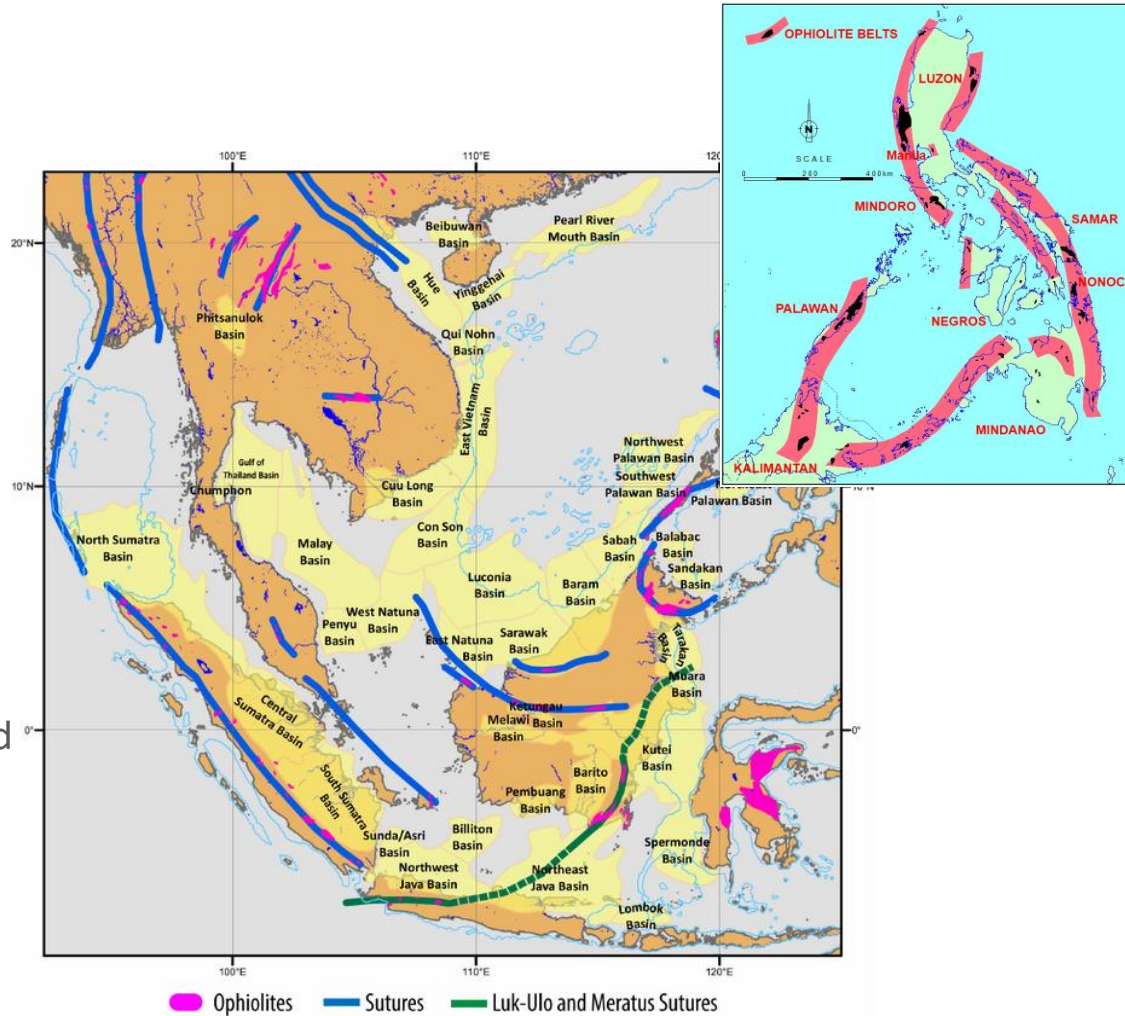 OPHIOLITE BELTS
LUZON
N
SCALE
0 200 400km
Manua
MINDORO
SAMAR
NONOC
PALAWAN
NEGROS
MINDANAO
KALIMANTAN
100°E 110°E
20°N
10°N
0°
d
Beibuwan
Basin
Pearl River
Mouth Basin
Hue
Basin
Yinggehai
Basin
Phitsanulok
Basin
Qui Nohn
Basin
East Vietnam
Basin
Northwest
Palawan Basin
Southwest
Palawan Basin
Palawan Basin
Gulf of
Thailand Basin
Chumphon
Cuu Long
Basin
Con Son
Basin
North Sumatra
Basin
Malay
Basin
Sabah
Basin
Balabac
Basin
Sandakan
Basin
Luconia
Basin
Baram
Basin
West Natuna
Basin
Penyu
Basin
East Natuna
Basin
Sarawak
Basin
Tarakan
Basin
Muara
Basin
Central
Sumatra Basin
Ketungau
Basin
Melawi
Basin
0°
Kutei
Basin
South Sumatra
Basin
Barito
Basin
Pembuang
Basin
Sunda/Asri
Basin
Billiton
Basin
Spermonde
Basin
Northwest
Java Basin
Northeast
Java Basin
Lombok
Basin
100°E 110°E 120°E
Ophiolites Sutures Luk-Ulo and Meratus Sutures